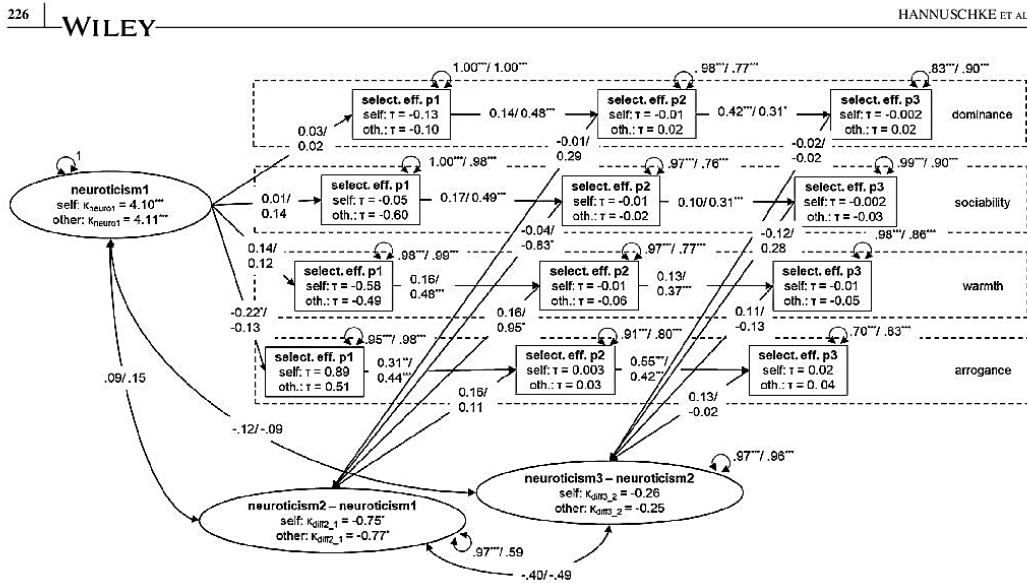 226
WILEY
HANNUSCHKE ET AL
1.00***/ 1.00***
.98***/ .77***
.83***/ .90***
select. eff. p1
self: τ = -0.13
oth.: τ = -0.10
0.14/ 0.48***
select. eff. p2
self: τ = -0.01
oth.: τ = 0.02
0.42***/ 0.31*
select. eff. p3
self: τ = -0.002
oth.: τ = 0.02
dominance
0.03/
0.02
-0.01/
0.29
-0.02/
-0.02
1
neuroticism1
self: κneuro1 = 4.10***
other: κneuro1 = 4.11***
1.00***/ .98***
.97***/ .76***
.99***/ .90***
select. eff. p1
self: τ = -0.05
oth.: τ = -0.60
0.17/ 0.49***
select. eff. p2
self: τ = -0.01
oth.: τ = -0.02
0.10/ 0.31***
select. eff. p3
self: τ = -0.002
oth.: τ = -0.03
sociability
0.01/
0.14
-0.04/
-0.83*
-0.12/
0.28
0.14/
0.12
.98***/ .99***
.97***/ .77***
.98***/ .86***
select. eff. p1
self: τ = -0.58
oth.: τ = -0.49
0.16/
0.48***
select. eff. p2
self: τ = -0.01
oth.: τ = -0.06
0.13/
0.37***
select. eff. p3
self: τ = -0.01
oth.: τ = -0.05
warmth
-0.22*/
-0.13
0.16/
0.95*
0.11/
-0.13
.95***/ .98***
.91***/ .80***
.70***/ .83***
select. eff. p1
self: τ = 0.89
oth.: τ = 0.51
0.31**/
0.44***
select. eff. p2
self: τ = 0.003
oth.: τ = 0.03
0.55***/
0.42***
select. eff. p3
self: τ = 0.02
oth.: τ = 0.04
arrogance
0.16/
0.11
0.13/
-0.02
.09/.15
-.12/-.09
neuroticism3 – neuroticism2
self: κdiff3_2 = -0.26
other: κdiff3_2 = -0.25
.97***/ .96***
neuroticism2 – neuroticism1
self: κdiff2_1 = -0.75*
other: κdiff2_1 = -0.77*
.97***/.59
-.40/-.49